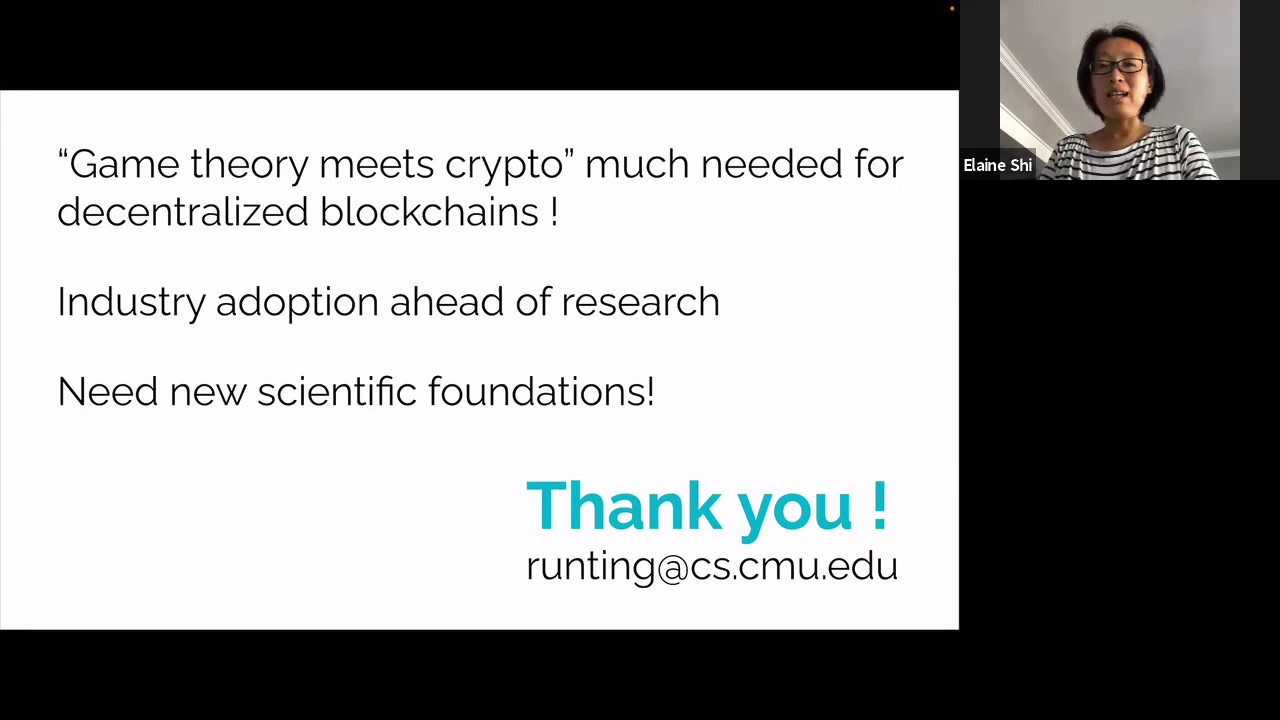 “Game theory meets crypto” much needed for
decentralized blockchains !
Industry adoption ahead of research
Need new scientific foundations!
Thank you !
runting@cs.cmu.edu
Elaine Shi